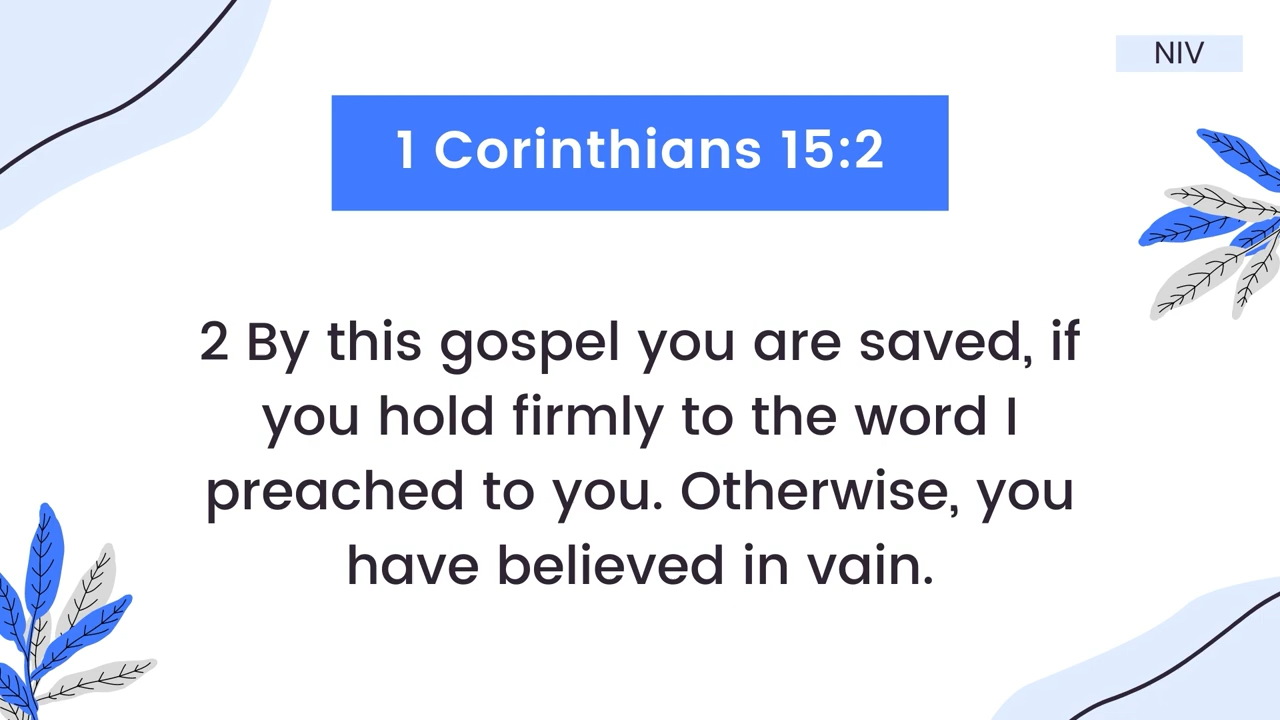 NIV
1 Corinthians 15:2
2 By this gospel you are saved, if
you hold firmly to the word I
preached to you. Otherwise, you
have believed in vain.